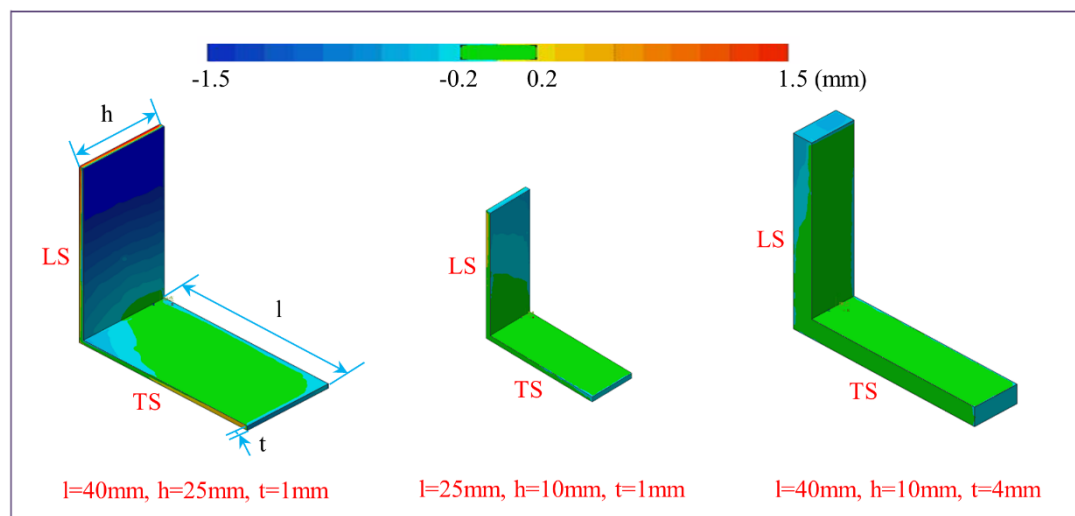 -1.5 -0.2 0.2 1.5 (mm)
h
LS
l
TS
t
LS
TS
LS
TS
l=40mm, h=25mm, t=1mm
l=25mm, h=10mm, t=1mm
l=40mm, h=10mm, t=4mm